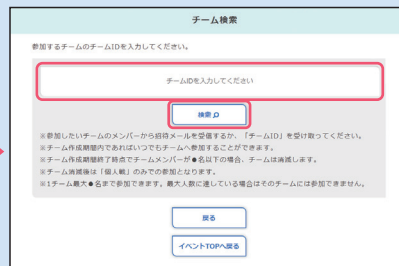 チーム検索
参加するチームのチームIDを入力してください。
チームIDを入力してください
検索
※参加したいチームのメンバーから招待メールを受信するか、「チームID」を受け取ってください。
※チーム作成期間内であればいつでもチームへ参加することができます。
※チーム作成期間終了時点でチームメンバーが●名以下の場合、チームは消滅します。
※チーム消滅後は「個人戦」のみでの参加となります。
※1チーム最大●名まで参加できます。最大人数に達している場合はそのチームには参加できません。
戻る
イベントTOPへ戻る